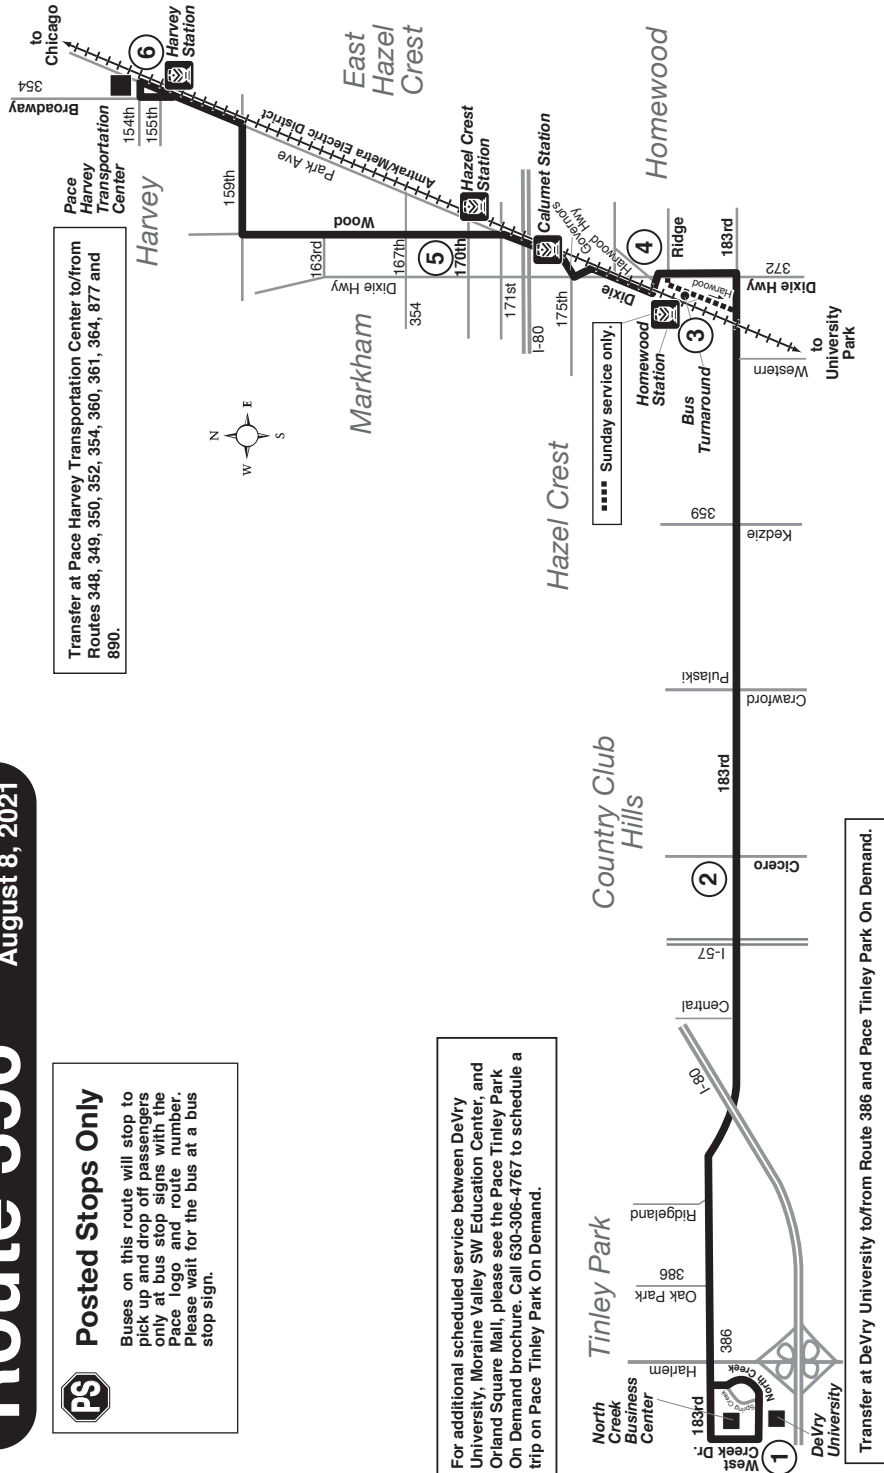 Route
August 8, 2021
PS
Posted Stops Only
Buses on this route will stop to
pick up and drop off passengers
only at bus stop signs with the
Pace logo and route number.
Please wait for the bus at a bus
stop sign.
Transfer at Pace Harvey Transportation Center to/from
Routes 348, 349, 350, 352, 354, 360, 361, 364, 877 and
890.
For additional scheduled service between DeVry
University, Moraine Valley SW Education Center, and
Orland Square Mall, please see the Pace Tinley Park
On Demand brochure. Call 630-306-4767 to schedule a
trip on Pace Tinley Park On Demand.
Transfer at DeVry University to/from Route 386 and Pace Tinley Park On Demand.
Sunday service only.
N
E
S
W
to
Chicago
6
Harvey
Station
354
Broadway
154th
155th
Pace
Harvey
Transportation
Center
Harvey
East
Hazel
Crest
Amtrak/Metra Electric District
Park Ave
159th
Wood
163rd
167th
5
170th
Hazel Crest
Station
Dixie Hwy
354
171st
I-80
Calumet Station
Markham
175th
Governors
Hwy
Harwood
Dixie
Homewood
4
Ridge
183rd
372
Dixie Hwy
Harwood
Homewood
Station
3
Bus
Turnaround
to
University
Park
Western
Hazel Crest
359
Kedzie
Pulaski
Crawford
183rd
Country Club
Hills
2
Cicero
I-57
Central
I-80
Tinley Park
Ridgeland
386
Oak Park
386
Harlem
North Creek
Spring Creek
North
Creek
Business
Center
183rd
West
Creek Dr.
1
DeVry
University